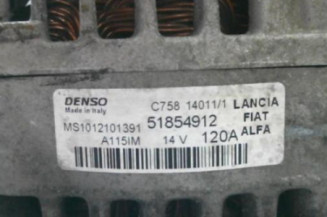 DENSO C758 14011/1 LANCIA
Made in Italy FIAT
MS1012101391 51854912 ALFA
A115IM 14 V 120A